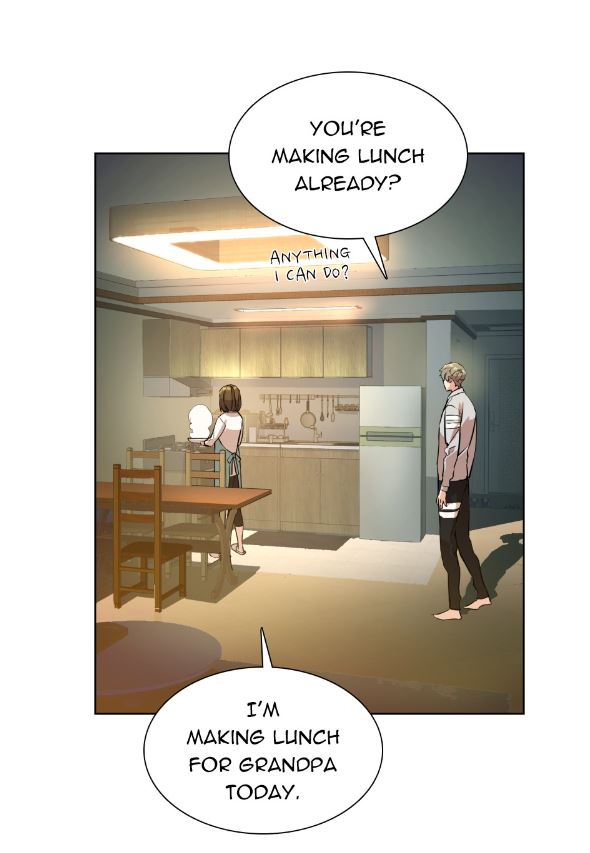 YOU'RE
MAKING LUNCH
ALREADY?
ANYTHING
I CAN DO?
I'M
MAKING LUNCH
FOR GRANDPA
TODAY.